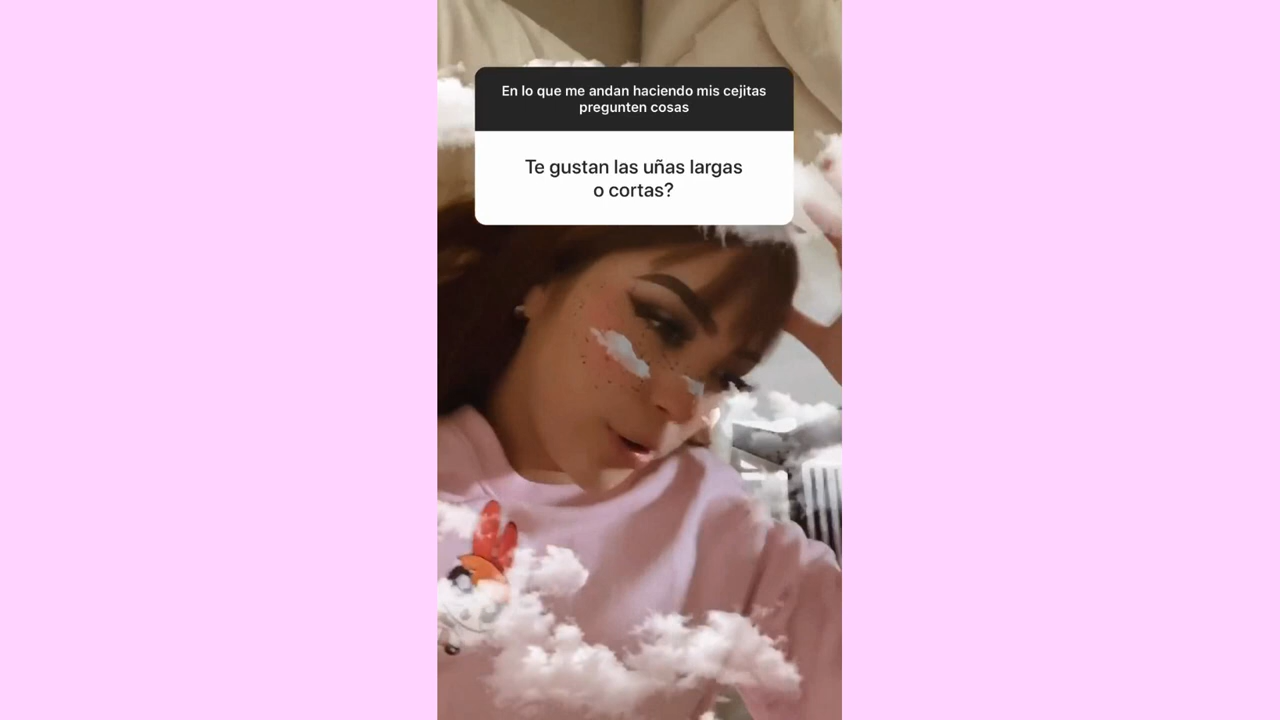 En lo que me andan haciendo mis cejitas
pregunten cosas
Te gustan las uñas largas
o cortas?